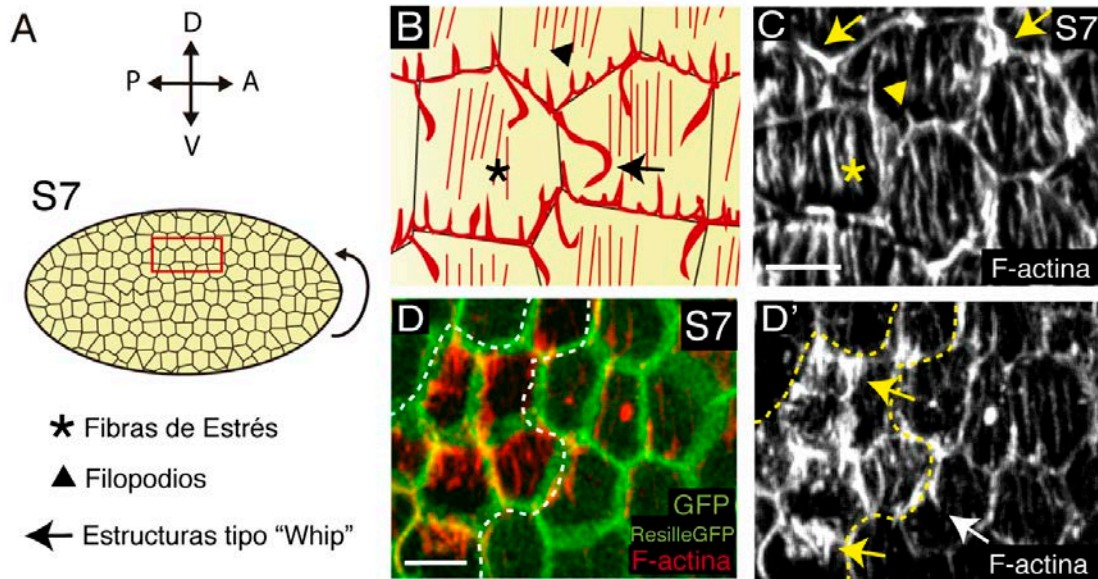 A
D
P
A
V
S7
* Fibras de Estrés
▲ Filopodios
← Estructuras tipo “Whip”
B
*
C
S7
*
F-actina
D
S7
GFP
ResilleGFP
F-actina
D’
F-actina